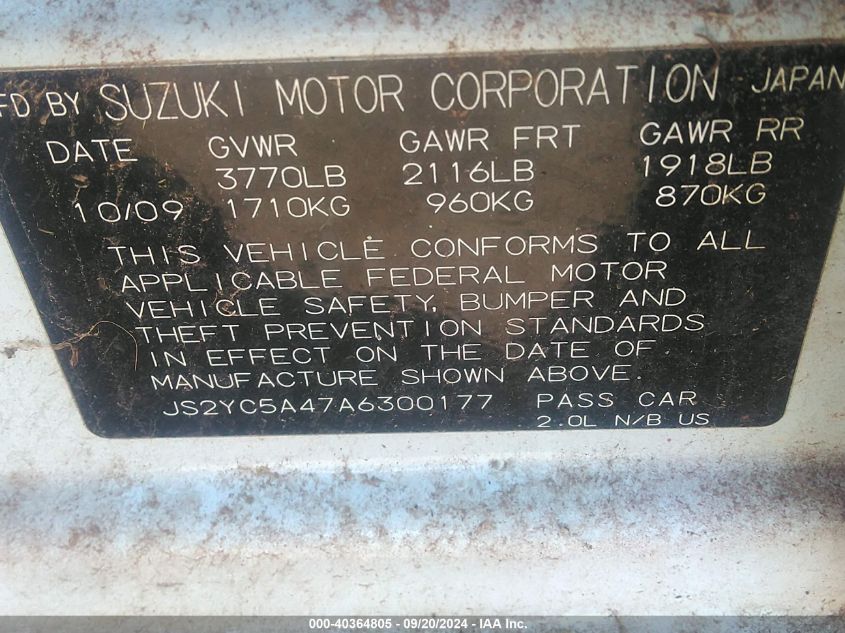 FD BY SUZUKI MOTOR CORPORATION JAPAN
DATE GVWR GAWR FRT GAWR RR
3770LB 2116LB 1918LB
10/09 1710KG 960KG 870KG
THIS VEHICLE CONFORMS TO ALL
APPLICABLE FEDERAL MOTOR
VEHICLE SAFETY, BUMPER AND
THEFT PREVENTION STANDARDS
IN EFFECT ON THE DATE OF
MANUFACTURE SHOWN ABOVE.
JS2YC5A47A6300177 PASS CAR
2.0L N/B US
000-40364805 - 09/20/2024 - IAA Inc.